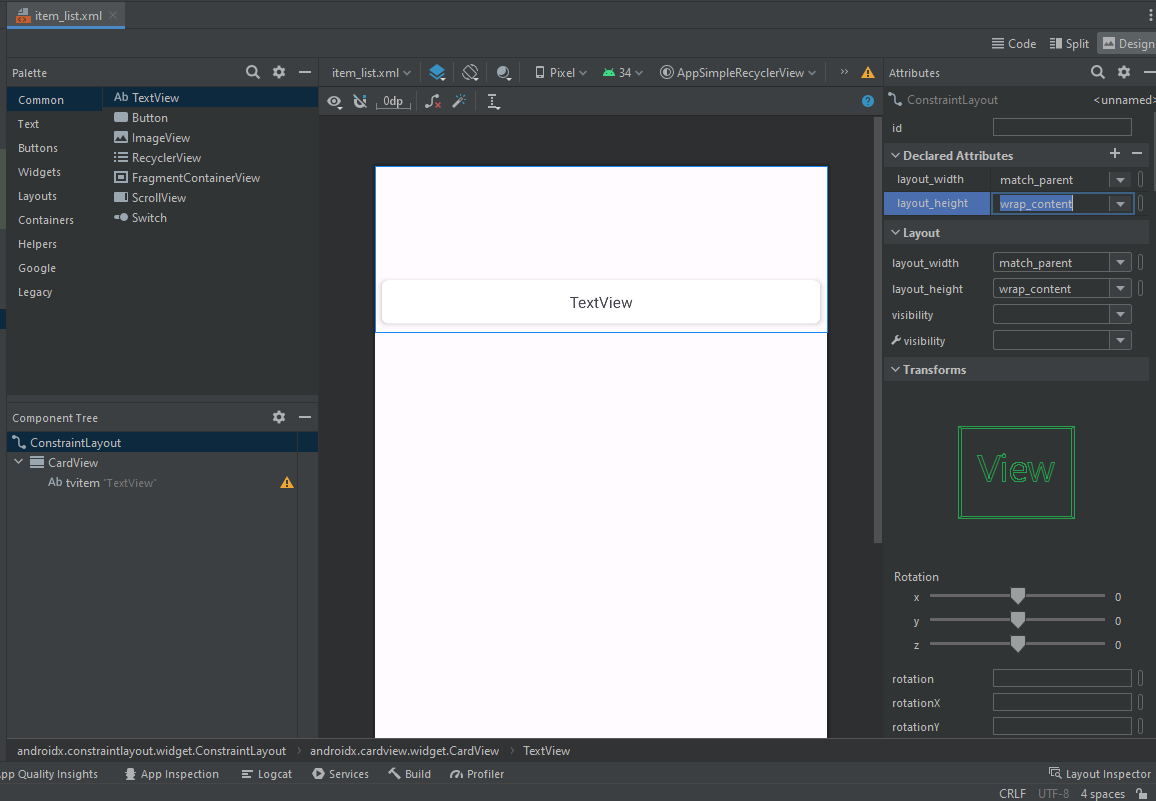 item_list.xml
Code Split Design
Palette
item_list.xml Pixel 34 AppSimpleRecyclerView »
Attributes
Common
Text
Buttons
Widgets
Layouts
Containers
Helpers
Google
Legacy
Ab TextView
Button
ImageView
RecyclerView
FragmentContainerView
ScrollView
Switch
0dp
?
TextView
Component Tree
ConstraintLayout
CardView
Ab tvitem "TextView"
ConstraintLayout <unnamed>
id
Declared Attributes
layout_width match_parent
layout_height wrap_content
Layout
layout_width match_parent
layout_height wrap_content
visibility
visibility
Transforms
View
Rotation
x 0
y 0
z 0
rotation
rotationX
rotationY
androidx.constraintlayout.widget.ConstraintLayout androidx.cardview.widget.CardView TextView
pp Quality Insights App Inspection Logcat Services Build Profiler Layout Inspector
CRLF UTF-8 4 spaces